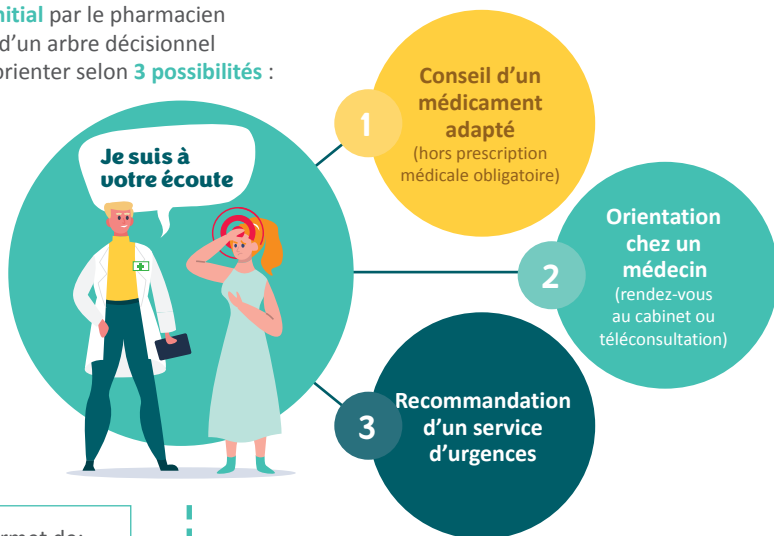 nitial par le pharmacien
d’un arbre décisionnel
orienter selon 3 possibilités :
Je suis à
votre écoute
1
Conseil d’un
médicament
adapté
(hors prescription
médicale obligatoire)
2
Orientation
chez un
médecin
(rendez-vous
au cabinet ou
téléconsultation)
3
Recommandation
d’un service
d’urgences